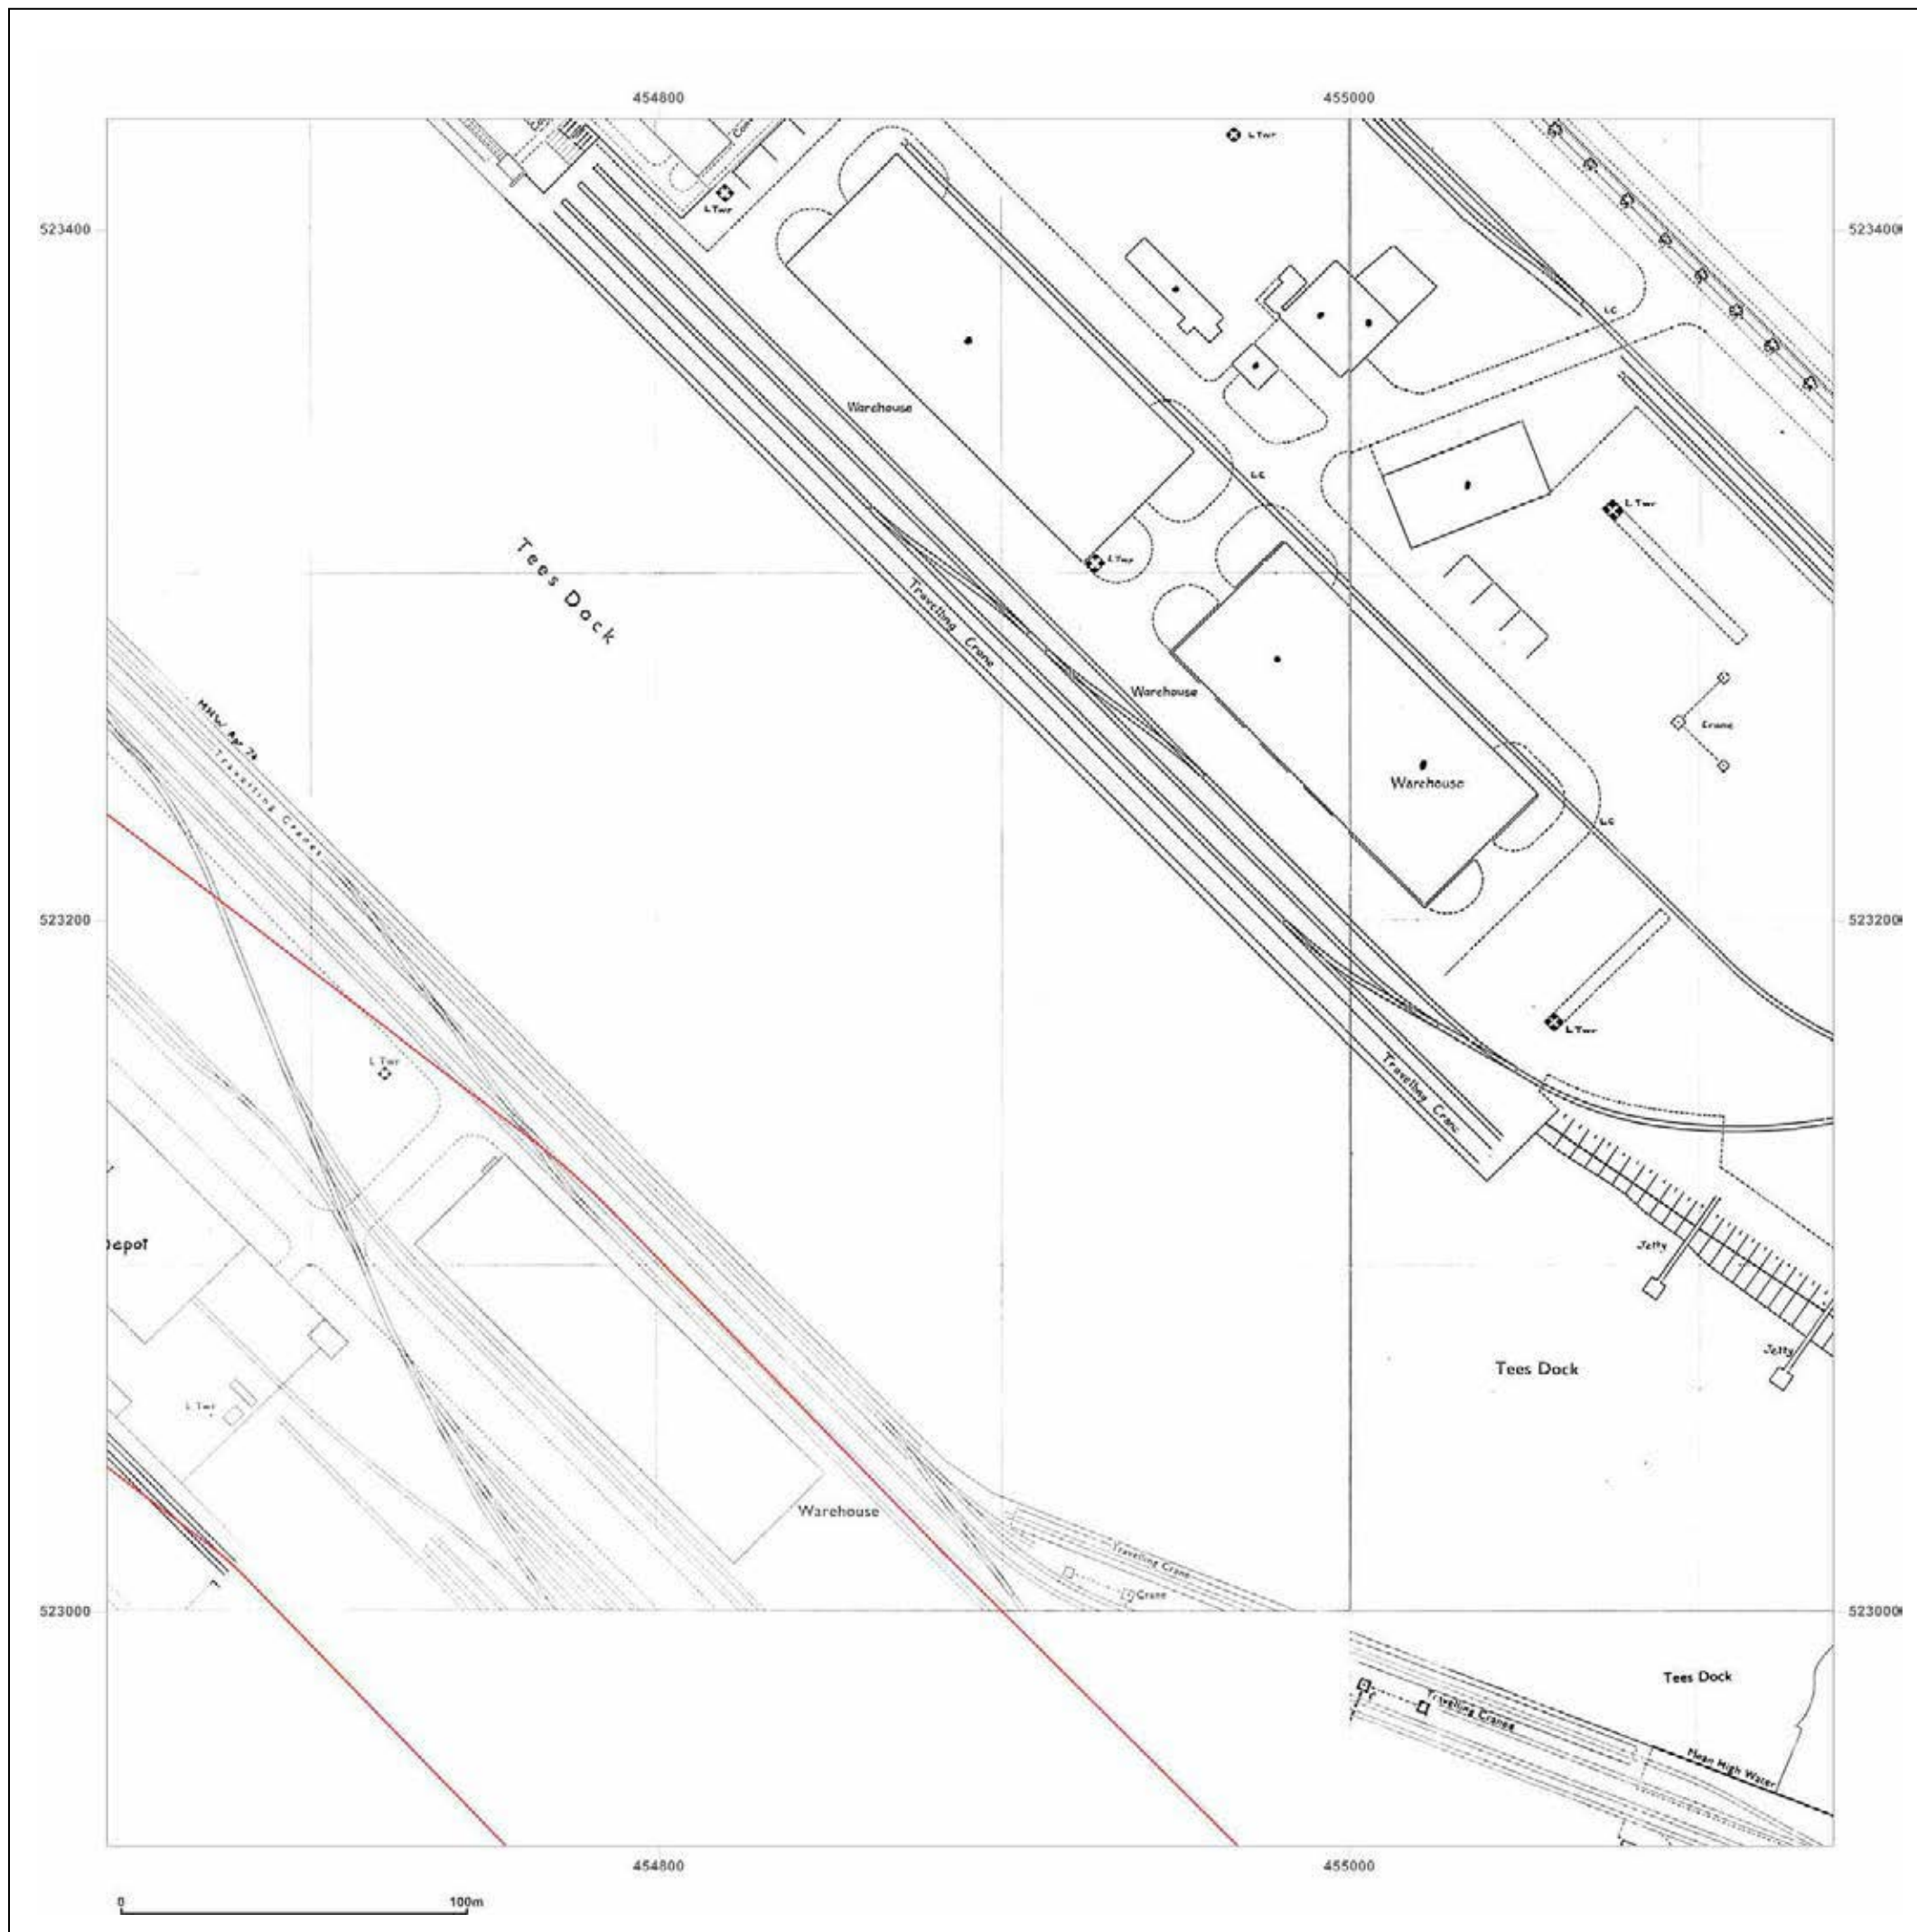 454800
455000
L Twr
L Twr
523400
523400
LC
Warehouse
LC
L Twr
L Twr
Tees Dock
Travelling Crane
Warehouse
Crane
MHW Apr 74
Travelling Cranes
Warehouse
LC
523200
523200
L Twr
L Twr
Travelling Crane
Depot
Jetty
Jetty
Tees Dock
L Twr
Warehouse
Travelling Crane
Crane
523000
523000
Tees Dock
Travelling Cranes
Mean High Water
454800
455000
0
100m